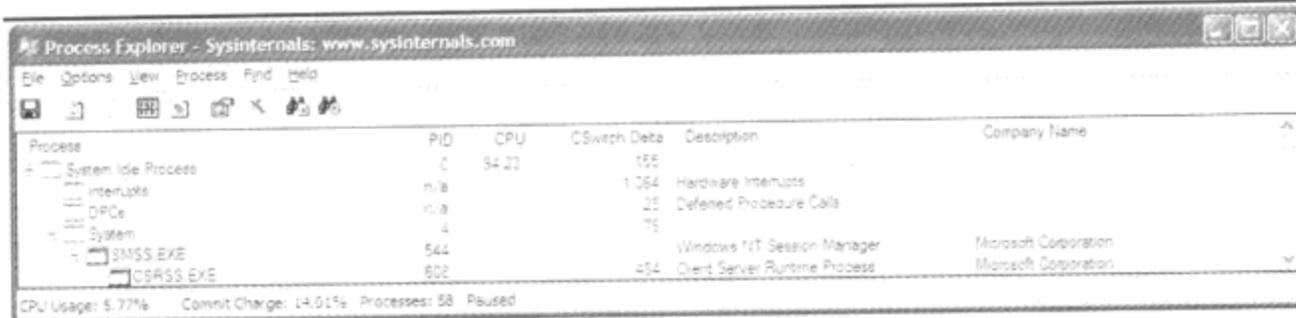 Process Explorer - Sysinternals: www.sysinternals.com
File Options View Process Find Help
Process PID CPU CSwitch Delta Description Company Name
System Idle Process 0 94.23 155
Interrupts n/a 1 064 Hardware Interrupts
DPCs n/a 25 Deferred Procedure Calls
System 4 76
SMSS.EXE 544 Windows NT Session Manager Microsoft Corporation
CSRSS.EXE 608 454 Client Server Runtime Process Microsoft Corporation
CPU Usage: 5.77% Commit Charge: 14.01% Processes: 58 Paused